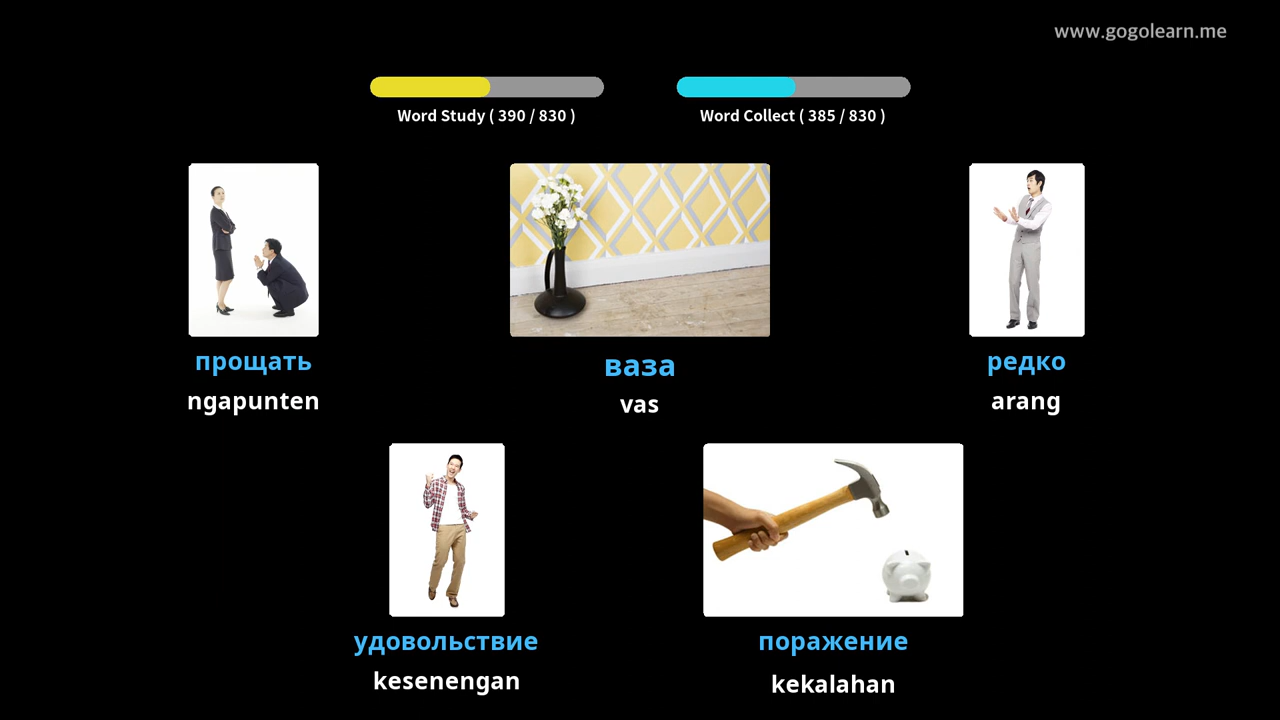 www.gogolearn.me
Word Study ( 390 / 830 )
Word Collect ( 385 / 830 )
прощать
ngapunten
ваза
vas
редко
arang
удовольствие
kesenengan
поражение
kekalahan